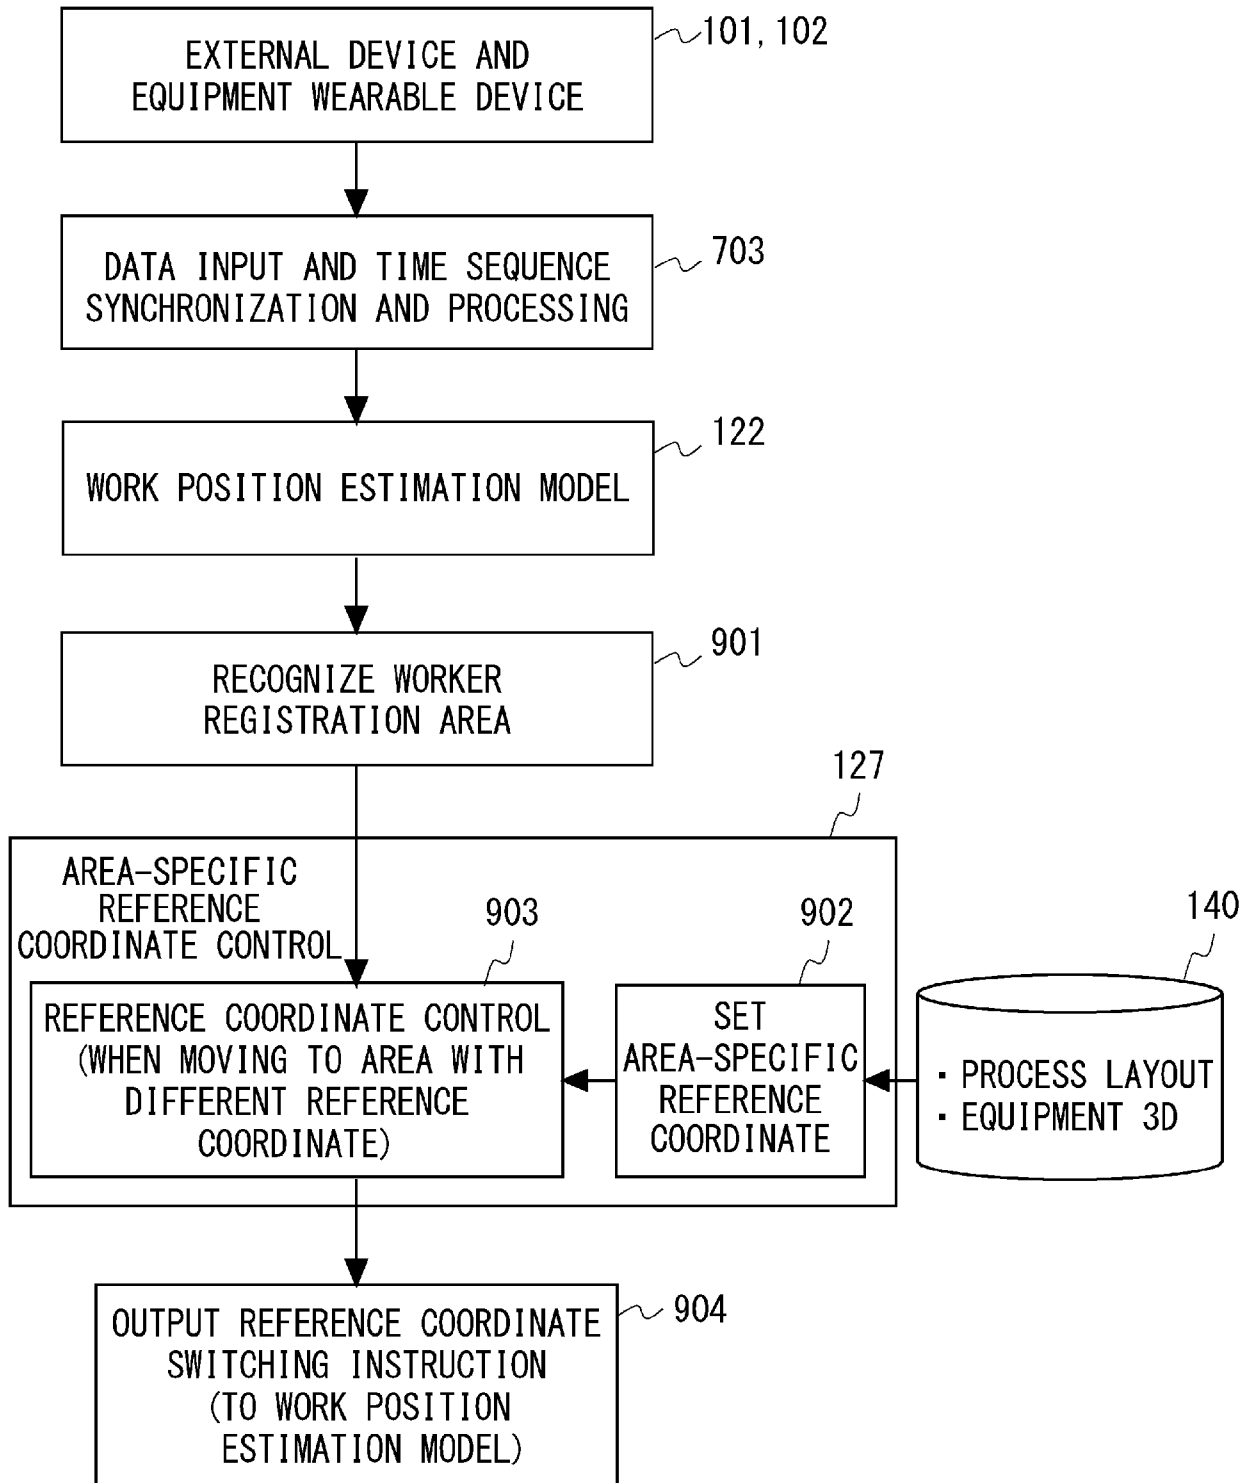 EXTERNAL DEVICE AND
EQUIPMENT WEARABLE DEVICE
101, 102
DATA INPUT AND TIME SEQUENCE
SYNCHRONIZATION AND PROCESSING
703
WORK POSITION ESTIMATION MODEL
122
RECOGNIZE WORKER
REGISTRATION AREA
901
127
AREA-SPECIFIC
REFERENCE
COORDINATE CONTROL
903
REFERENCE COORDINATE CONTROL
(WHEN MOVING TO AREA WITH
DIFFERENT REFERENCE
COORDINATE)
902
SET
AREA-SPECIFIC
REFERENCE
COORDINATE
140
・PROCESS LAYOUT
・EQUIPMENT 3D
OUTPUT REFERENCE COORDINATE
SWITCHING INSTRUCTION
(TO WORK POSITION
ESTIMATION MODEL)
904